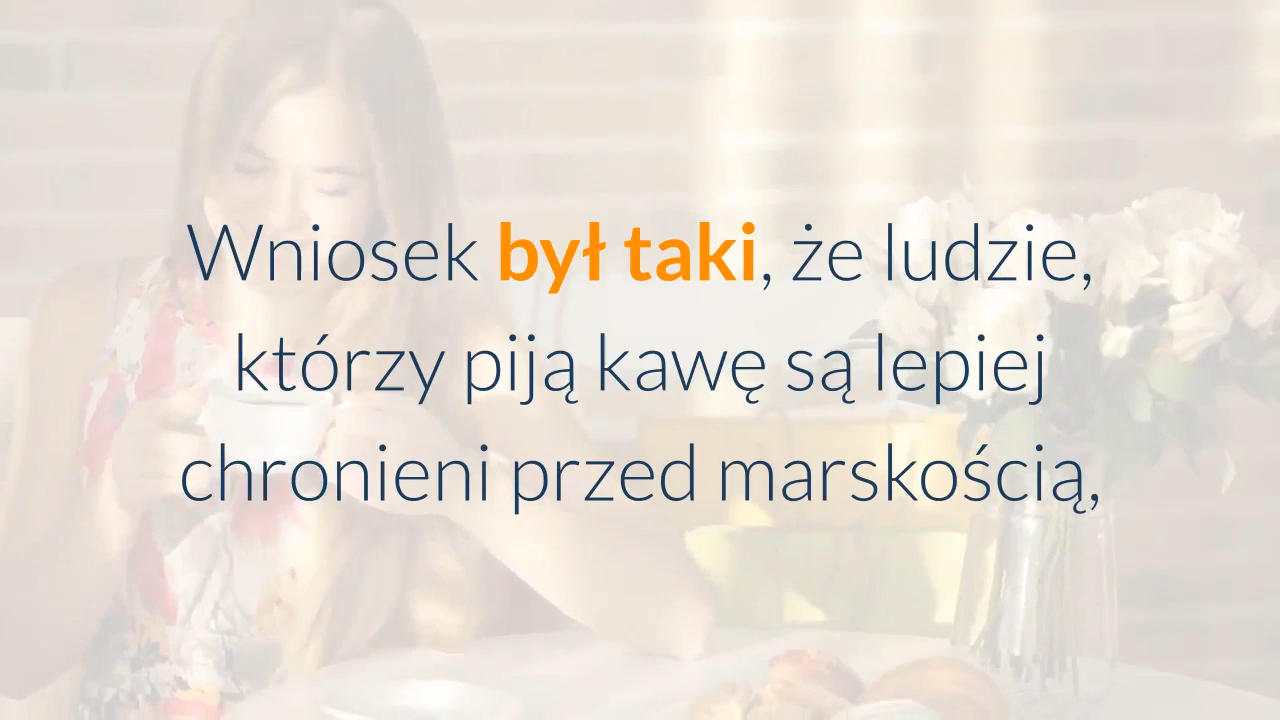 Wniosek był taki, że ludzie,
którzy piją kawę są lepiej
chronieni przed marskością,